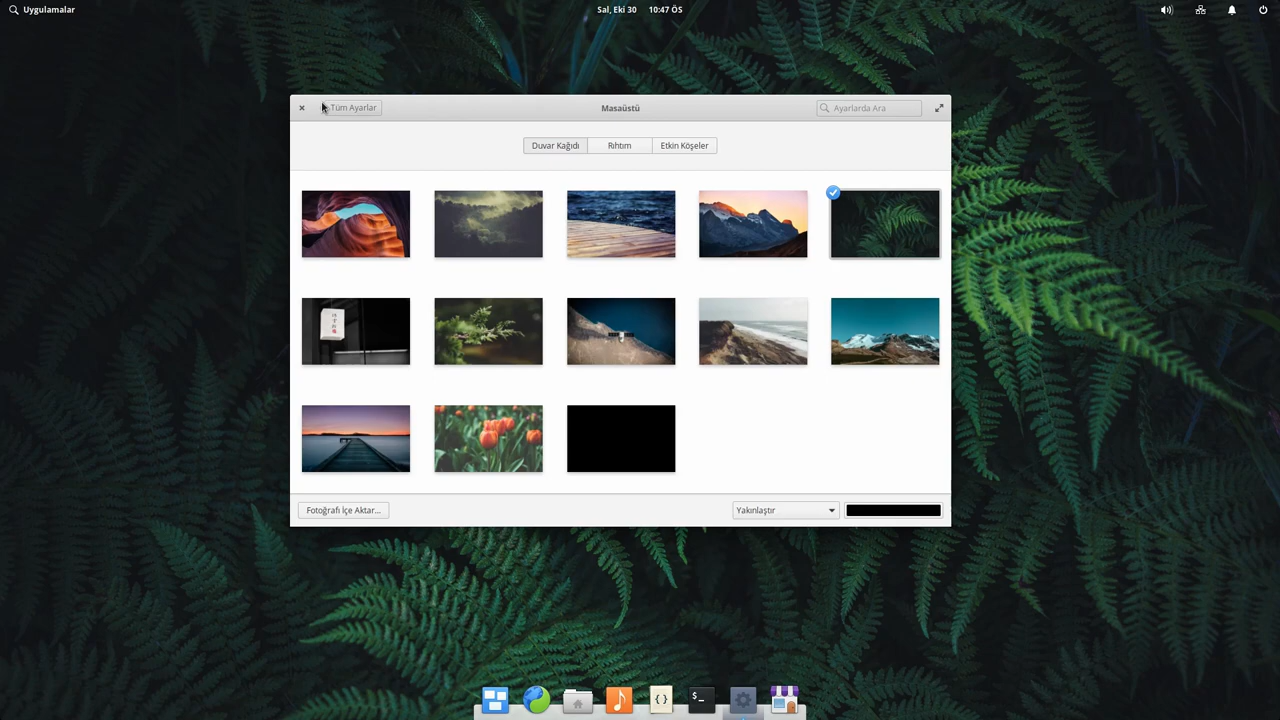 Uygulamalar
Sal, Eki 30 10:47 ÖS
Tüm Ayarlar
Masaüstü
Ayarlarda Ara
Duvar Kağıdı
Rıhtım
Etkin Köşeler
Fotoğrafı İçe Aktar...
Yakınlaştır